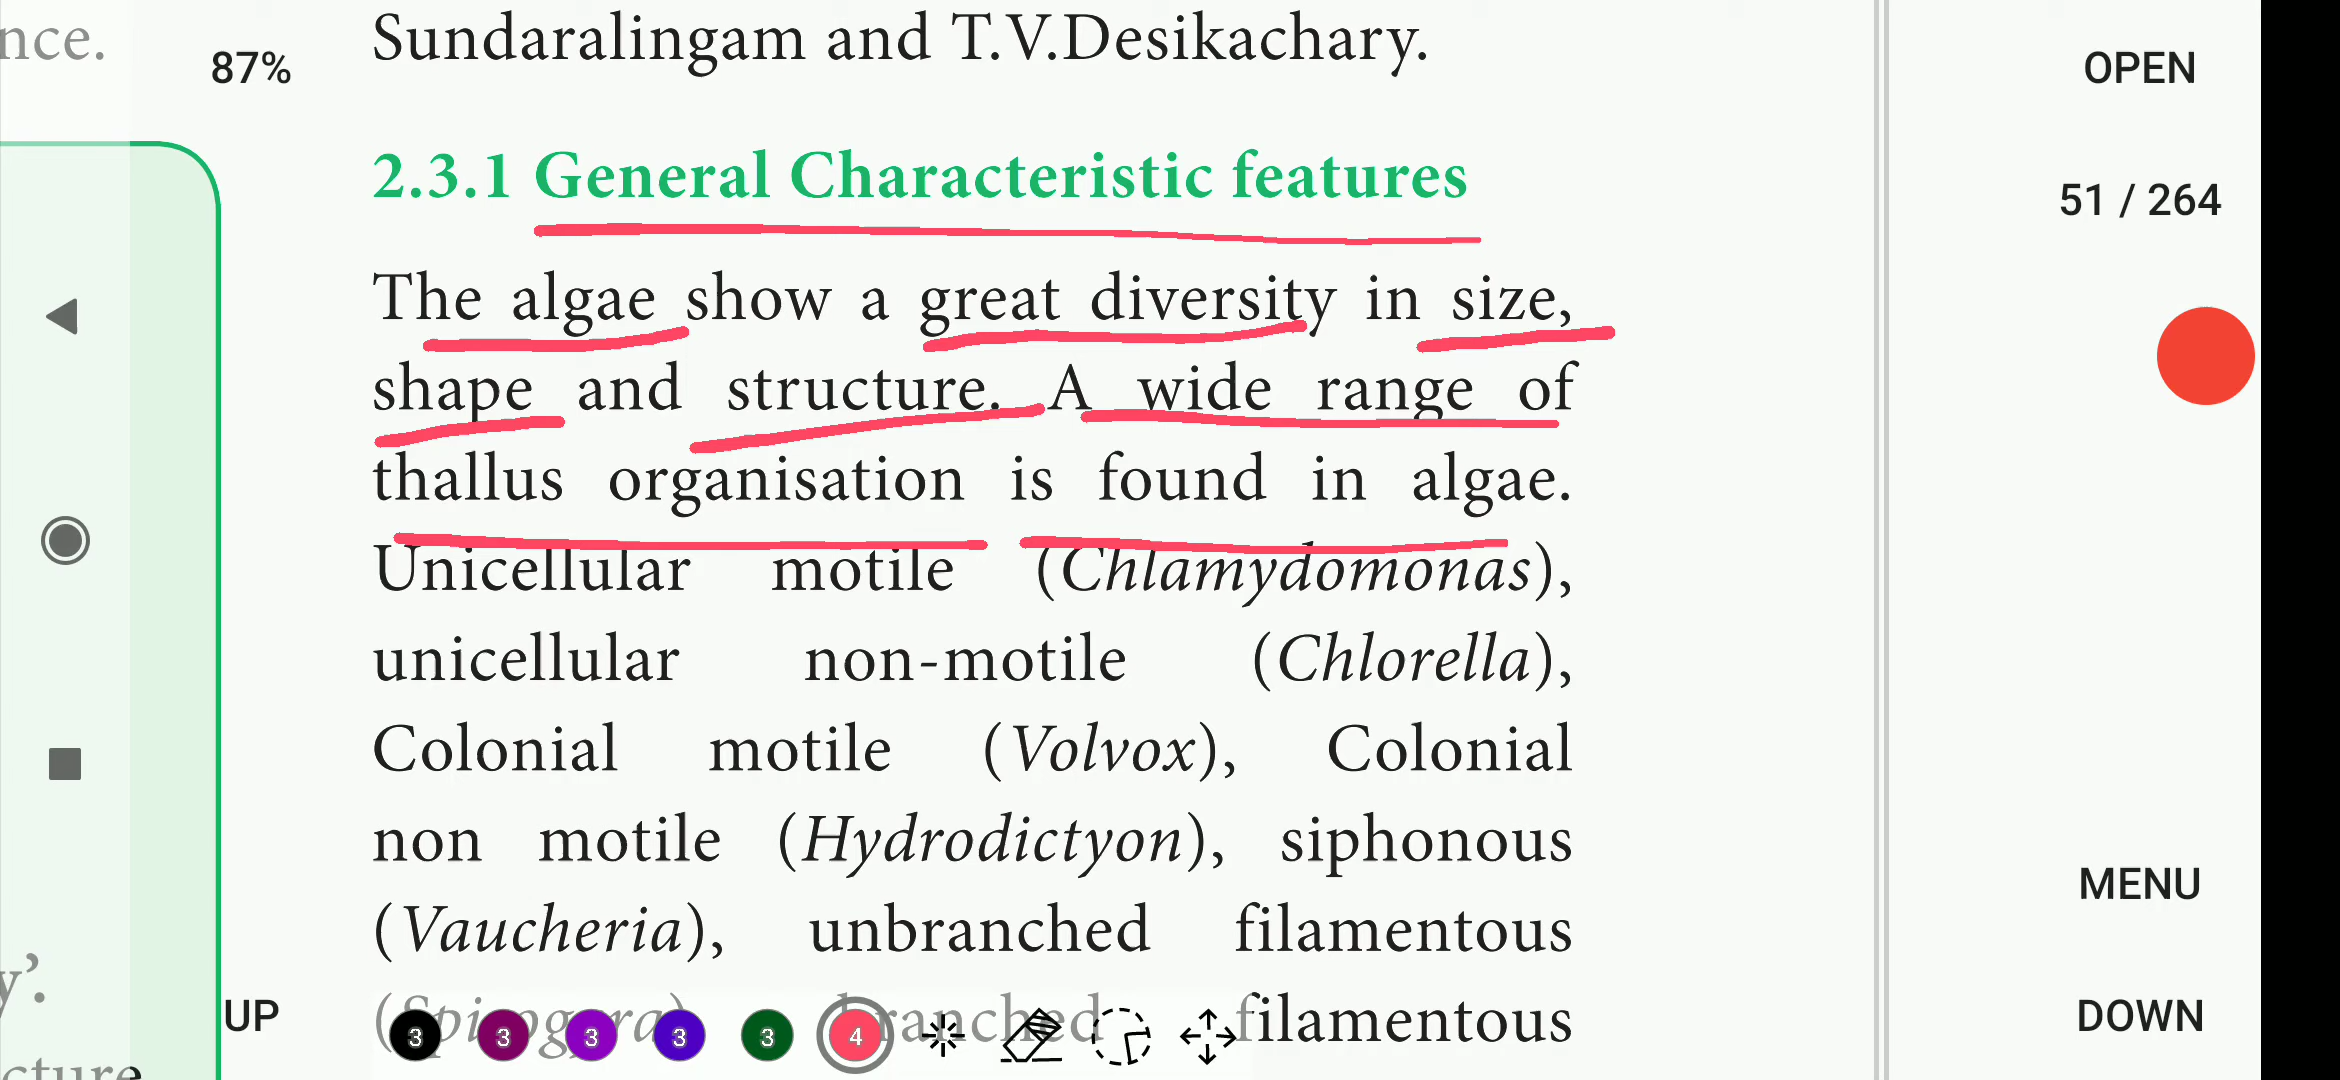 nce.
87%
Sundaralingam and T.V.Desikachary.
OPEN
51 / 264
2.3.1 General Characteristic features
The algae show a great diversity in size,
shape and structure. A wide range of
thallus organisation is found in algae.
Unicellular motile (Chlamydomonas),
unicellular non-motile (Chlorella),
Colonial motile (Volvox), Colonial
non motile (Hydrodictyon), siphonous
(Vaucheria), unbranched filamentous
(Spirogyra), branched filamentous
y’.
cture
UP
3 3 3 3 3 4
MENU
DOWN